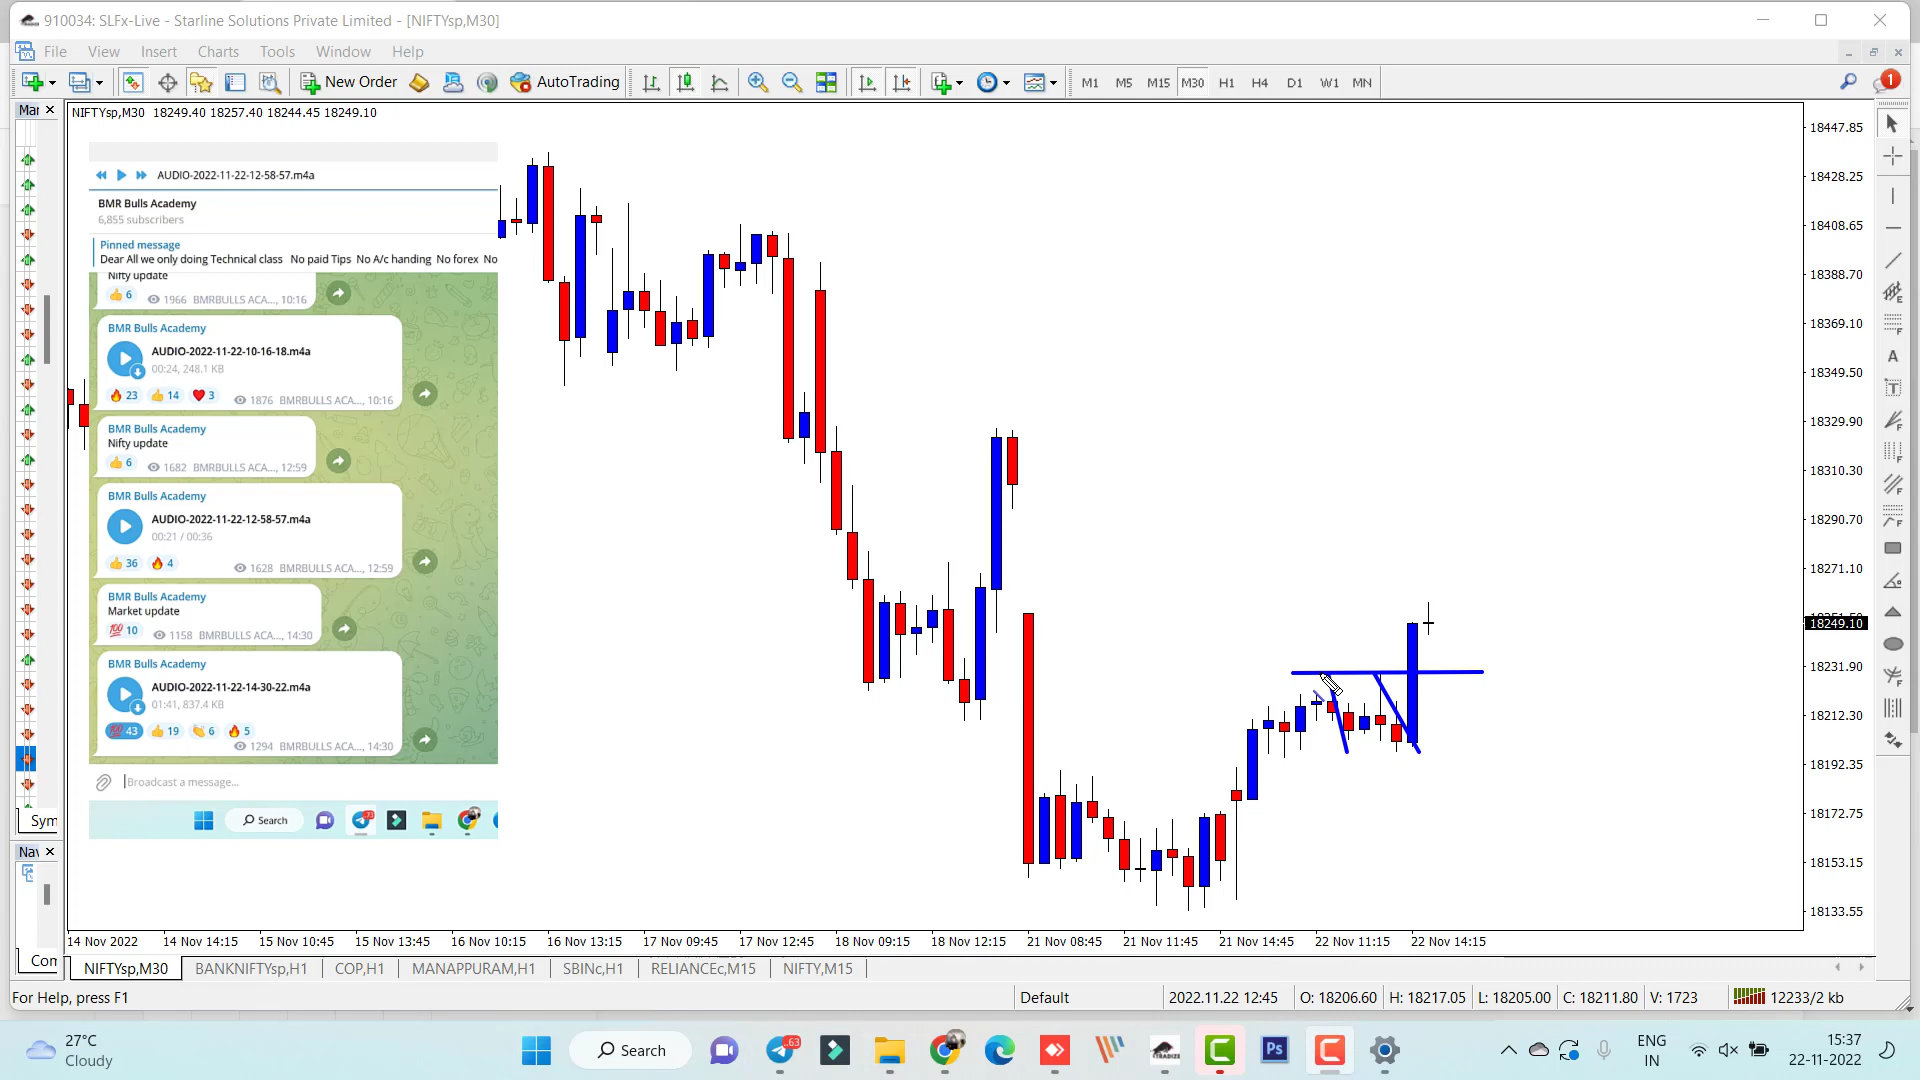 910034: SLFx-Live - Starline Solutions Private Limited - [NIFTYsp,M30]
File View Insert Charts Tools Window Help
New Order AutoTrading M1 M5 M15 M30 H1 H4 D1 W1 MN 1
Mar
NIFTYsp,M30 18249.40 18257.40 18244.45 18249.10
AUDIO-2022-11-22-12-58-57.m4a
BMR Bulls Academy
6,855 subscribers
Pinned message
Dear All we only doing Technical class No paid Tips No A/c handing No forex No
Nifty update
6 1966 BMRBULLS ACA..., 10:16
BMR Bulls Academy
AUDIO-2022-11-22-10-16-18.m4a
00:24, 248.1 KB
23 14 3 1876 BMRBULLS ACA..., 10:16
BMR Bulls Academy
Nifty update
6 1682 BMRBULLS ACA..., 12:59
BMR Bulls Academy
AUDIO-2022-11-22-12-58-57.m4a
00:21 / 00:36
36 4 1628 BMRBULLS ACA..., 12:59
BMR Bulls Academy
Market update
10 1158 BMRBULLS ACA..., 14:30
BMR Bulls Academy
AUDIO-2022-11-22-14-30-22.m4a
01:41, 837.4 KB
43 19 6 5
1294 BMRBULLS ACA..., 14:30
Broadcast a message...
Search
18447.85
18428.25
18408.65
18388.70
18369.10
18349.50
18329.90
18310.30
18290.70
18271.10
18249.10
18231.90
18212.30
18192.35
18172.75
18153.15
18133.55
Sym
Nav
Com
14 Nov 2022 14 Nov 14:15 15 Nov 10:45 15 Nov 13:45 16 Nov 10:15 16 Nov 13:15 17 Nov 09:45 17 Nov 12:45 18 Nov 09:15 18 Nov 12:15 21 Nov 08:45 21 Nov 11:45 21 Nov 14:45 22 Nov 11:15 22 Nov 14:15
NIFTYsp,M30 BANKNIFTYsp,H1 COP,H1 MANAPPURAM,H1 SBINc,H1 RELIANCEc,M15 NIFTY,M15
For Help, press F1 Default 2022.11.22 12:45 O: 18206.60 H: 18217.05 L: 18205.00 C: 18211.80 V: 1723 12233/2 kb
27°C
Cloudy
Search
..63
TRADIZE
Ps
ENG
IN
15:37
22-11-2022